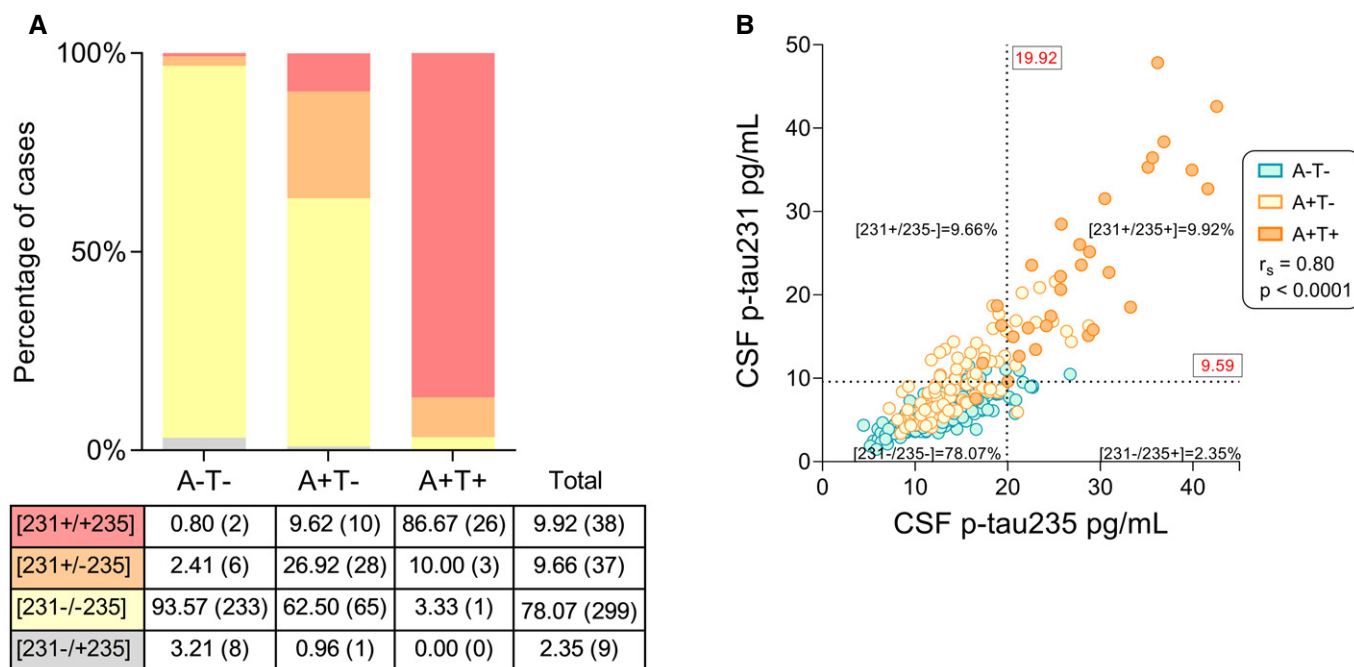 A
100%
50%
0%
Percentage of cases
A-T-
A+T-
A+T+
Total
[231+/+235] 0.80 (2) 9.62 (10) 86.67 (26) 9.92 (38)
[231+/-235] 2.41 (6) 26.92 (28) 10.00 (3) 9.66 (37)
[231-/-235] 93.57 (233) 62.50 (65) 3.33 (1) 78.07 (299)
[231-/+235] 3.21 (8) 0.96 (1) 0.00 (0) 2.35 (9)
B
50
40
30
20
10
0
CSF p-tau231 pg/mL
19.92
9.59
[231+/235-]=9.66%
[231+/235+]=9.92%
[231-/235-]=78.07%
[231-/235+]=2.35%
0 10 20 30 40
CSF p-tau235 pg/mL
A-T-
A+T-
A+T+
rs = 0.80
p < 0.0001